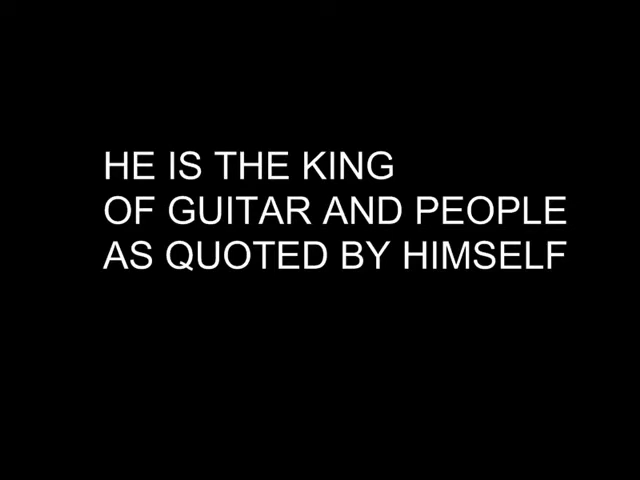 HE IS THE KING
OF GUITAR AND PEOPLE
AS QUOTED BY HIMSELF